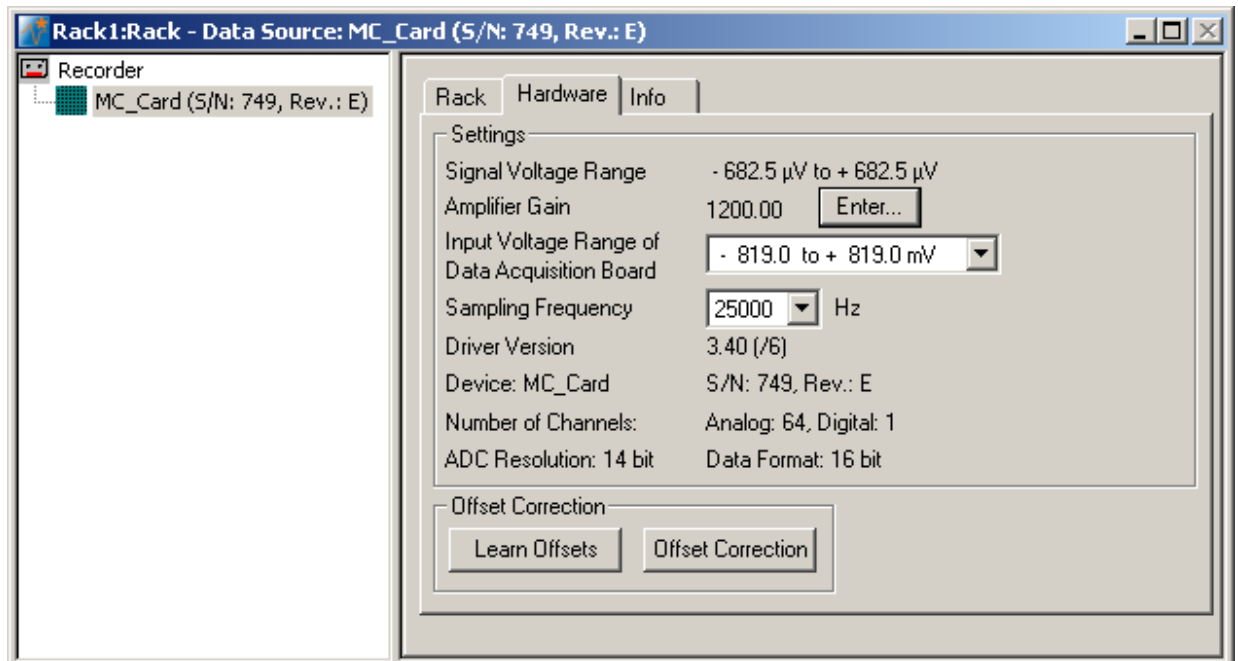 Rack1:Rack - Data Source: MC_Card (S/N: 749, Rev.: E)
Recorder
MC_Card (S/N: 749, Rev.: E)
Rack Hardware Info
Settings
Signal Voltage Range - 682.5 µV to + 682.5 µV
Amplifier Gain 1200.00 Enter...
Input Voltage Range of
Data Acquisition Board - 819.0 to + 819.0 mV
Sampling Frequency 25000 Hz
Driver Version 3.40 (/6)
Device: MC_Card S/N: 749, Rev.: E
Number of Channels: Analog: 64, Digital: 1
ADC Resolution: 14 bit Data Format: 16 bit
Offset Correction
Learn Offsets Offset Correction